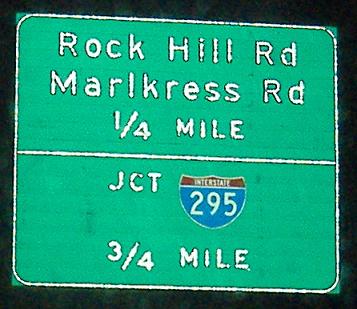 Rock Hill Rd
Marlkress Rd
1/4 MILE
JCT
INTERSTATE
295
3/4 MILE